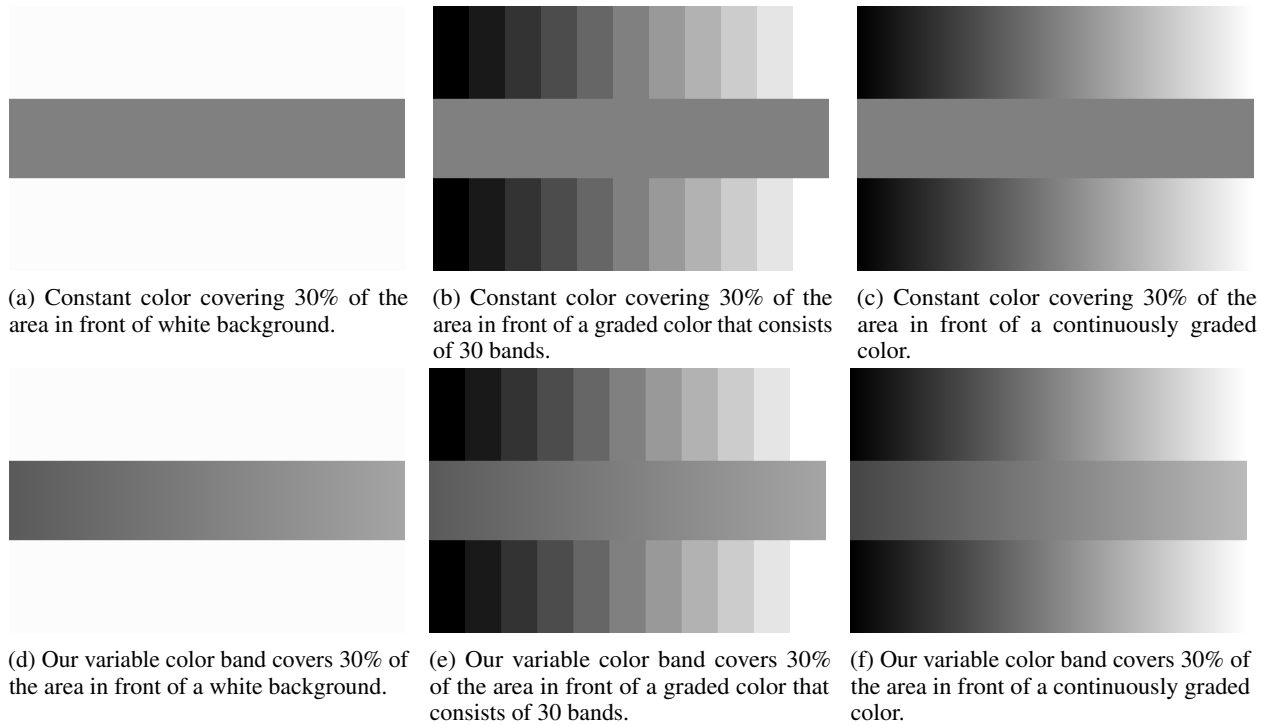 (a) Constant color covering 30% of the
area in front of white background.
(b) Constant color covering 30% of the
area in front of a graded color that consists
of 30 bands.
(c) Constant color covering 30% of the
area in front of a continuously graded
color.
(d) Our variable color band covers 30% of
the area in front of a white background.
(e) Our variable color band covers 30%
of the area in front of a graded color that
consists of 30 bands.
(f) Our variable color band covers 30% of
the area in front of a continuously graded
color.